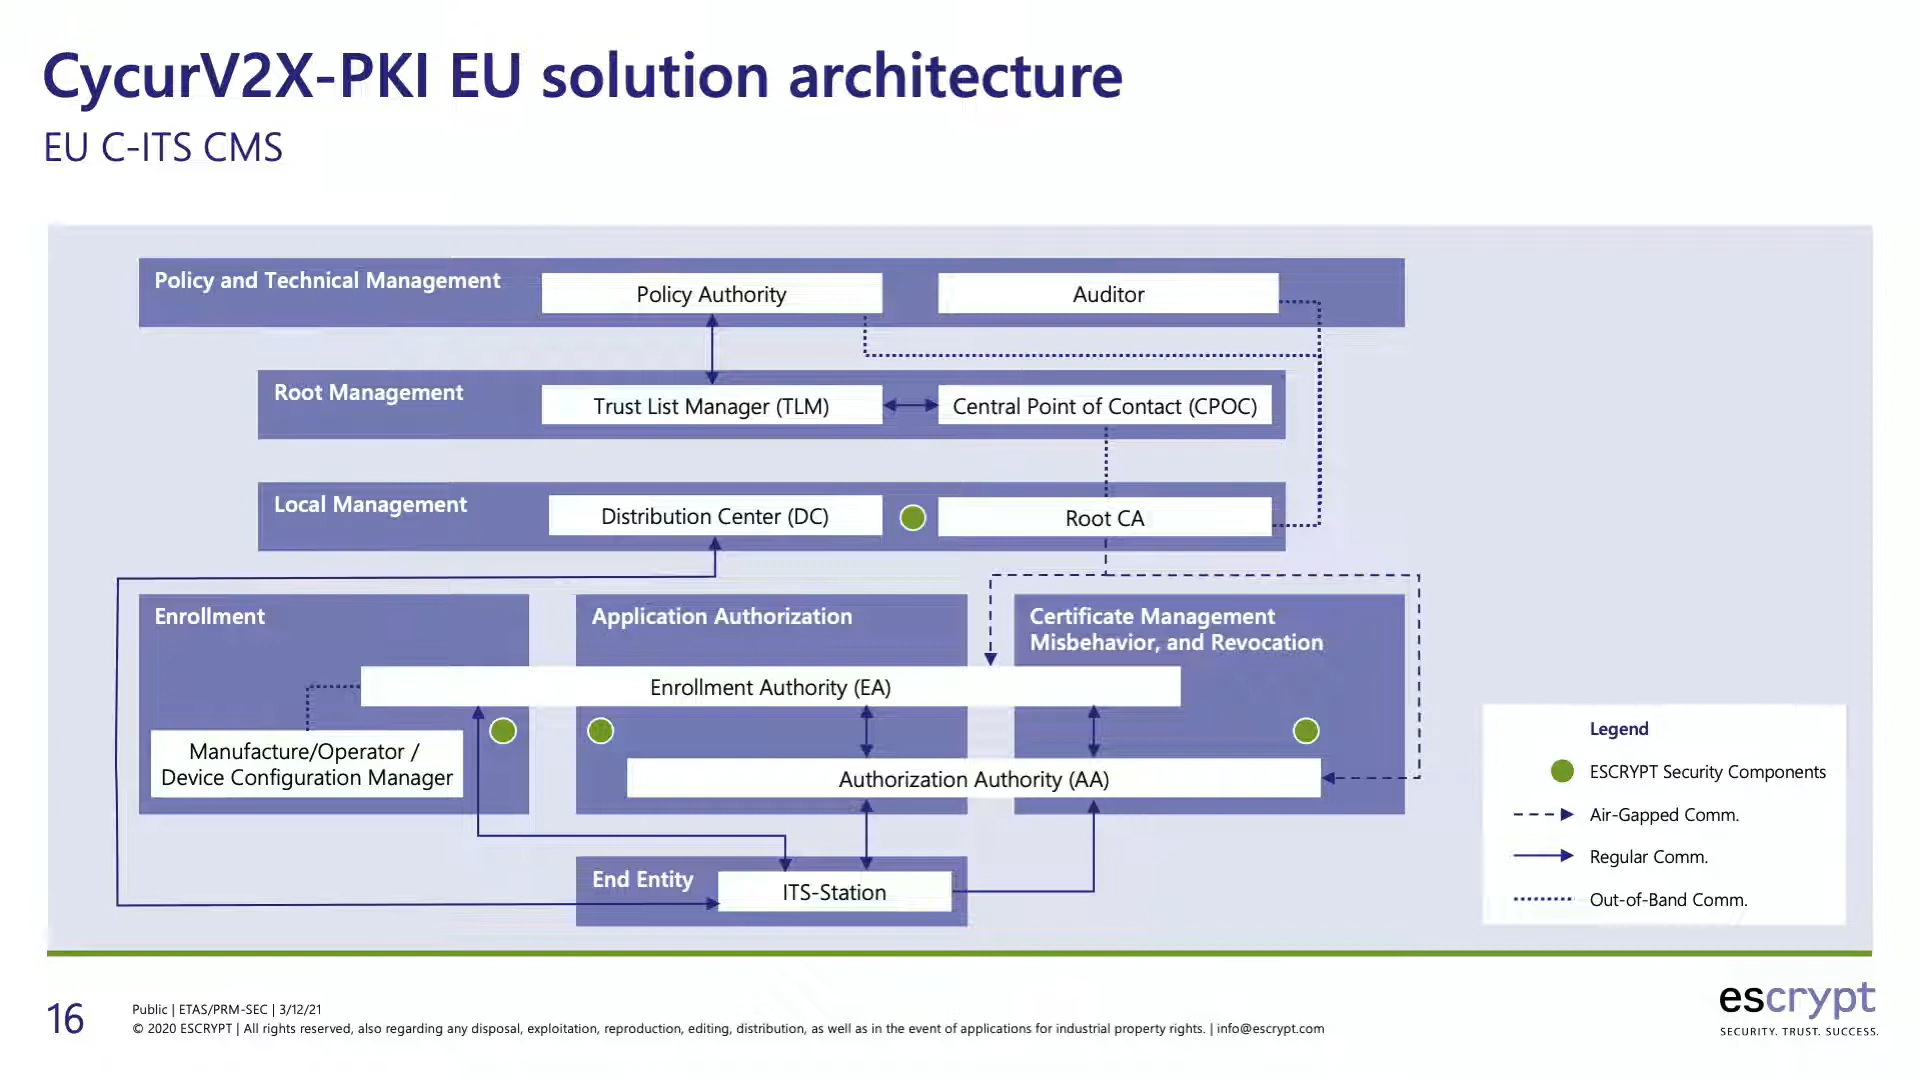 CycurV2X-PKI EU solution architecture
EU C-ITS CMS
Policy and Technical Management
Policy Authority
Auditor
Root Management
Trust List Manager (TLM)
Central Point of Contact (CPOC)
Local Management
Distribution Center (DC)
Root CA
Enrollment
Application Authorization
Certificate Management
Misbehavior, and Revocation
Enrollment Authority (EA)
Manufacture/Operator /
Device Configuration Manager
Authorization Authority (AA)
End Entity
ITS-Station
Legend
ESCRYPT Security Components
Air-Gapped Comm.
Regular Comm.
Out-of-Band Comm.
16
Public | ETAS/PRM-SEC | 3/12/21
© 2020 ESCRYPT | All rights reserved, also regarding any disposal, exploitation, reproduction, editing, distribution, as well as in the event of applications for industrial property rights. | info@escrypt.com
escrypt
SECURITY. TRUST. SUCCESS.